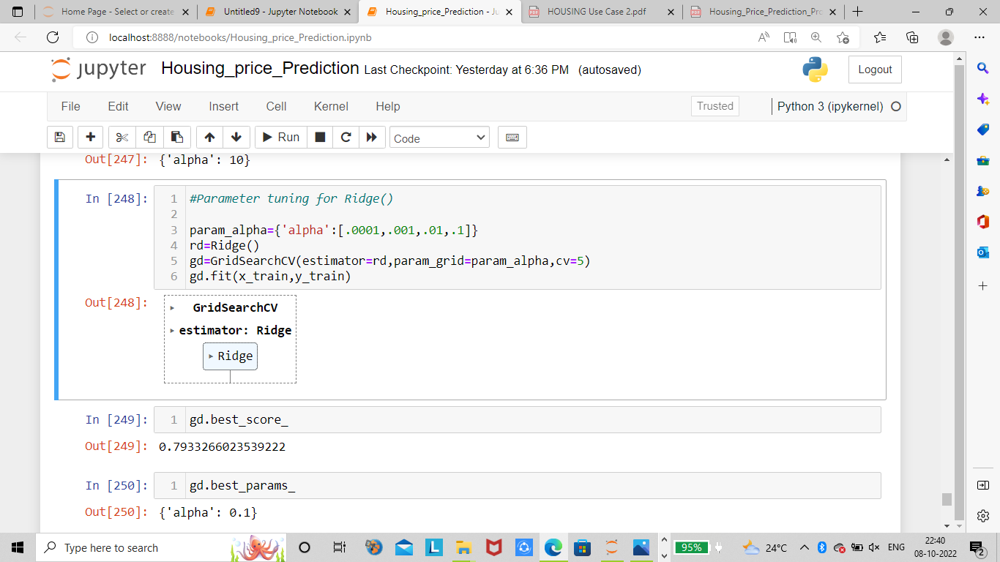 Home Page - Select or create
Untitled9 - Jupyter Notebook
Housing_price_Prediction - Ju
HOUSING Use Case 2.pdf
Housing_Price_Prediction_Pro
localhost:8888/notebooks/Housing_price_Prediction.ipynb
jupyter Housing_price_Prediction Last Checkpoint: Yesterday at 6:36 PM (autosaved)
Logout
File Edit View Insert Cell Kernel Help
Trusted
Python 3 (ipykernel)
Run
Code
Out[247]: {'alpha': 10}
In [248]:
1 #Parameter tuning for Ridge()
2
3 param_alpha={'alpha':[.0001,.001,.01,.1]}
4 rd=Ridge()
5 gd=GridSearchCV(estimator=rd,param_grid=param_alpha,cv=5)
6 gd.fit(x_train,y_train)
Out[248]:
GridSearchCV
estimator: Ridge
Ridge
In [249]: 1 gd.best_score_
Out[249]: 0.7933266023539222
In [250]: 1 gd.best_params_
Out[250]: {'alpha': 0.1}
Type here to search
95%
24°C
ENG
22:40
08-10-2022
2